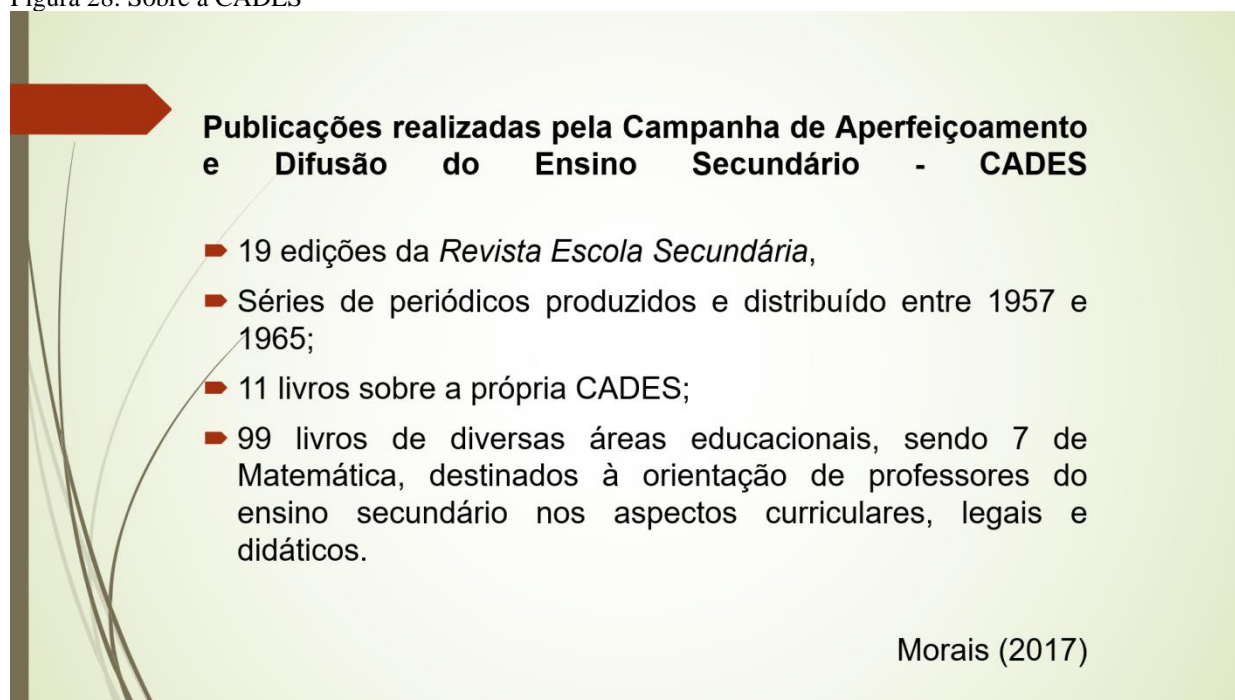 Figura 28: Sobre a CADES
Publicações realizadas pela Campanha de Aperfeiçoamento
e Difusão do Ensino Secundário - CADES
19 edições da Revista Escola Secundária,
Séries de periódicos produzidos e distribuído entre 1957 e
1965;
11 livros sobre a própria CADES;
99 livros de diversas áreas educacionais, sendo 7 de
Matemática, destinados à orientação de professores do
ensino secundário nos aspectos curriculares, legais e
didáticos.
Morais (2017)